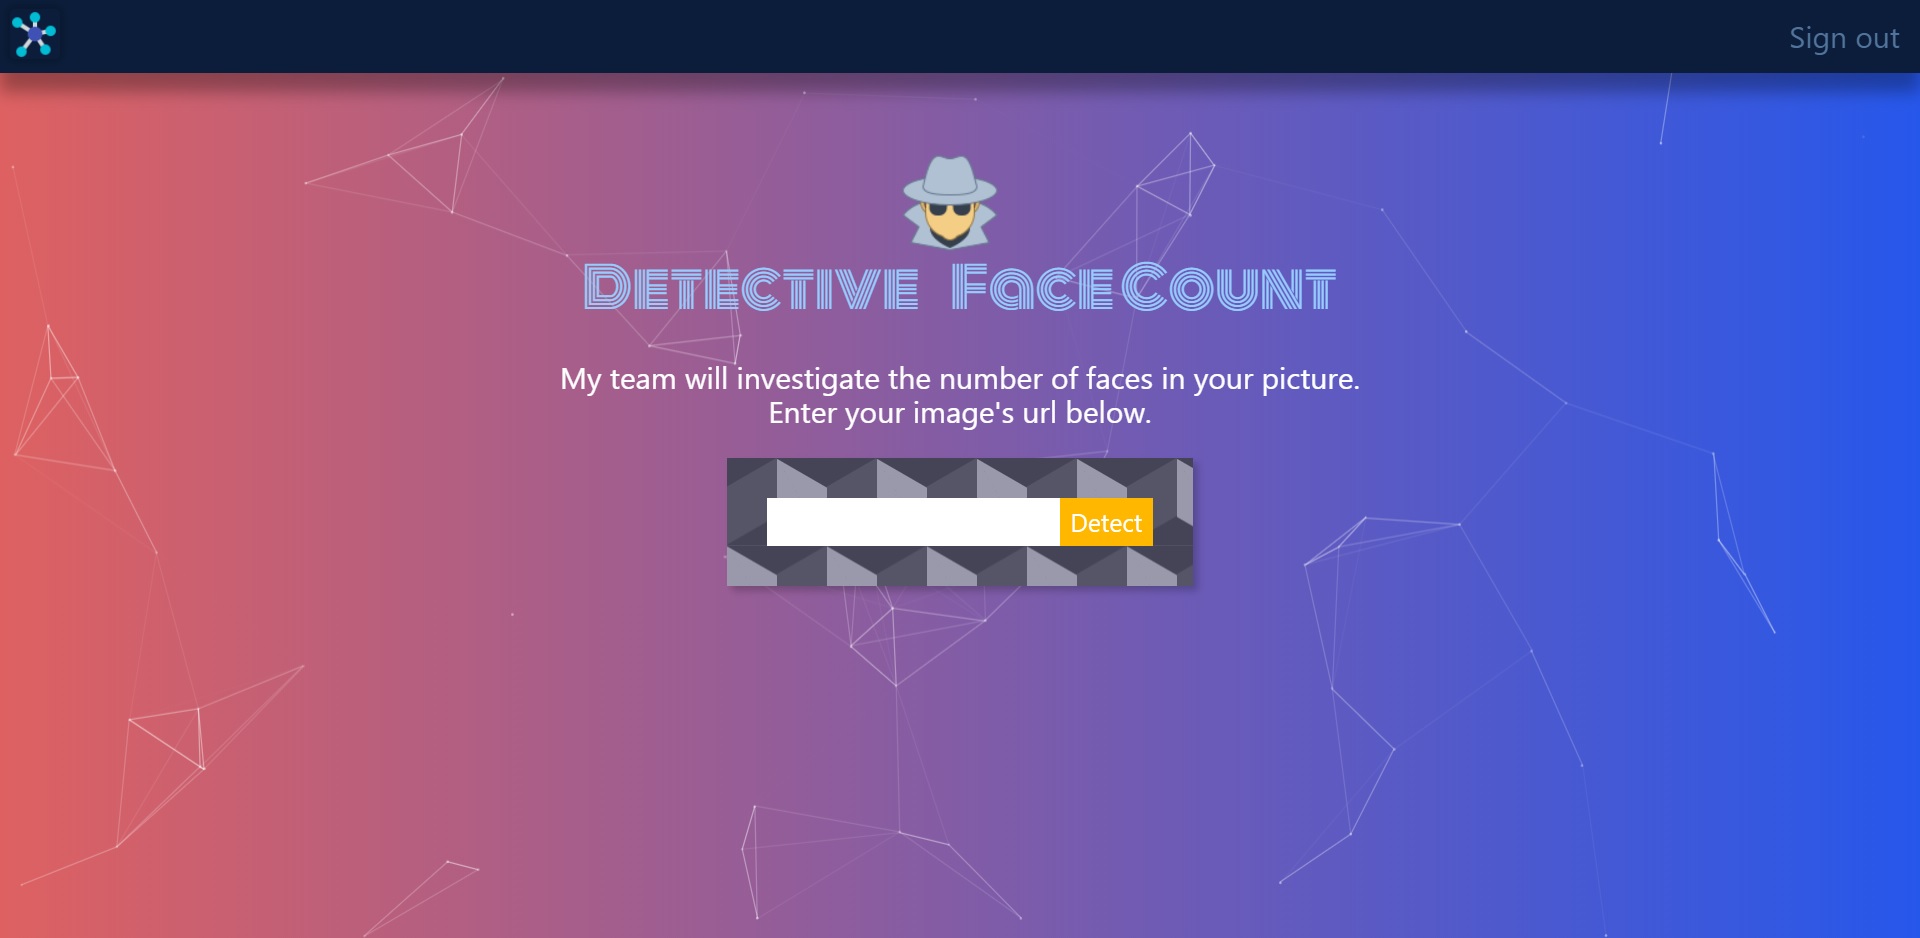 Sign out
Detective FaceCount
My team will investigate the number of faces in your picture.
Enter your image's url below.
Detect